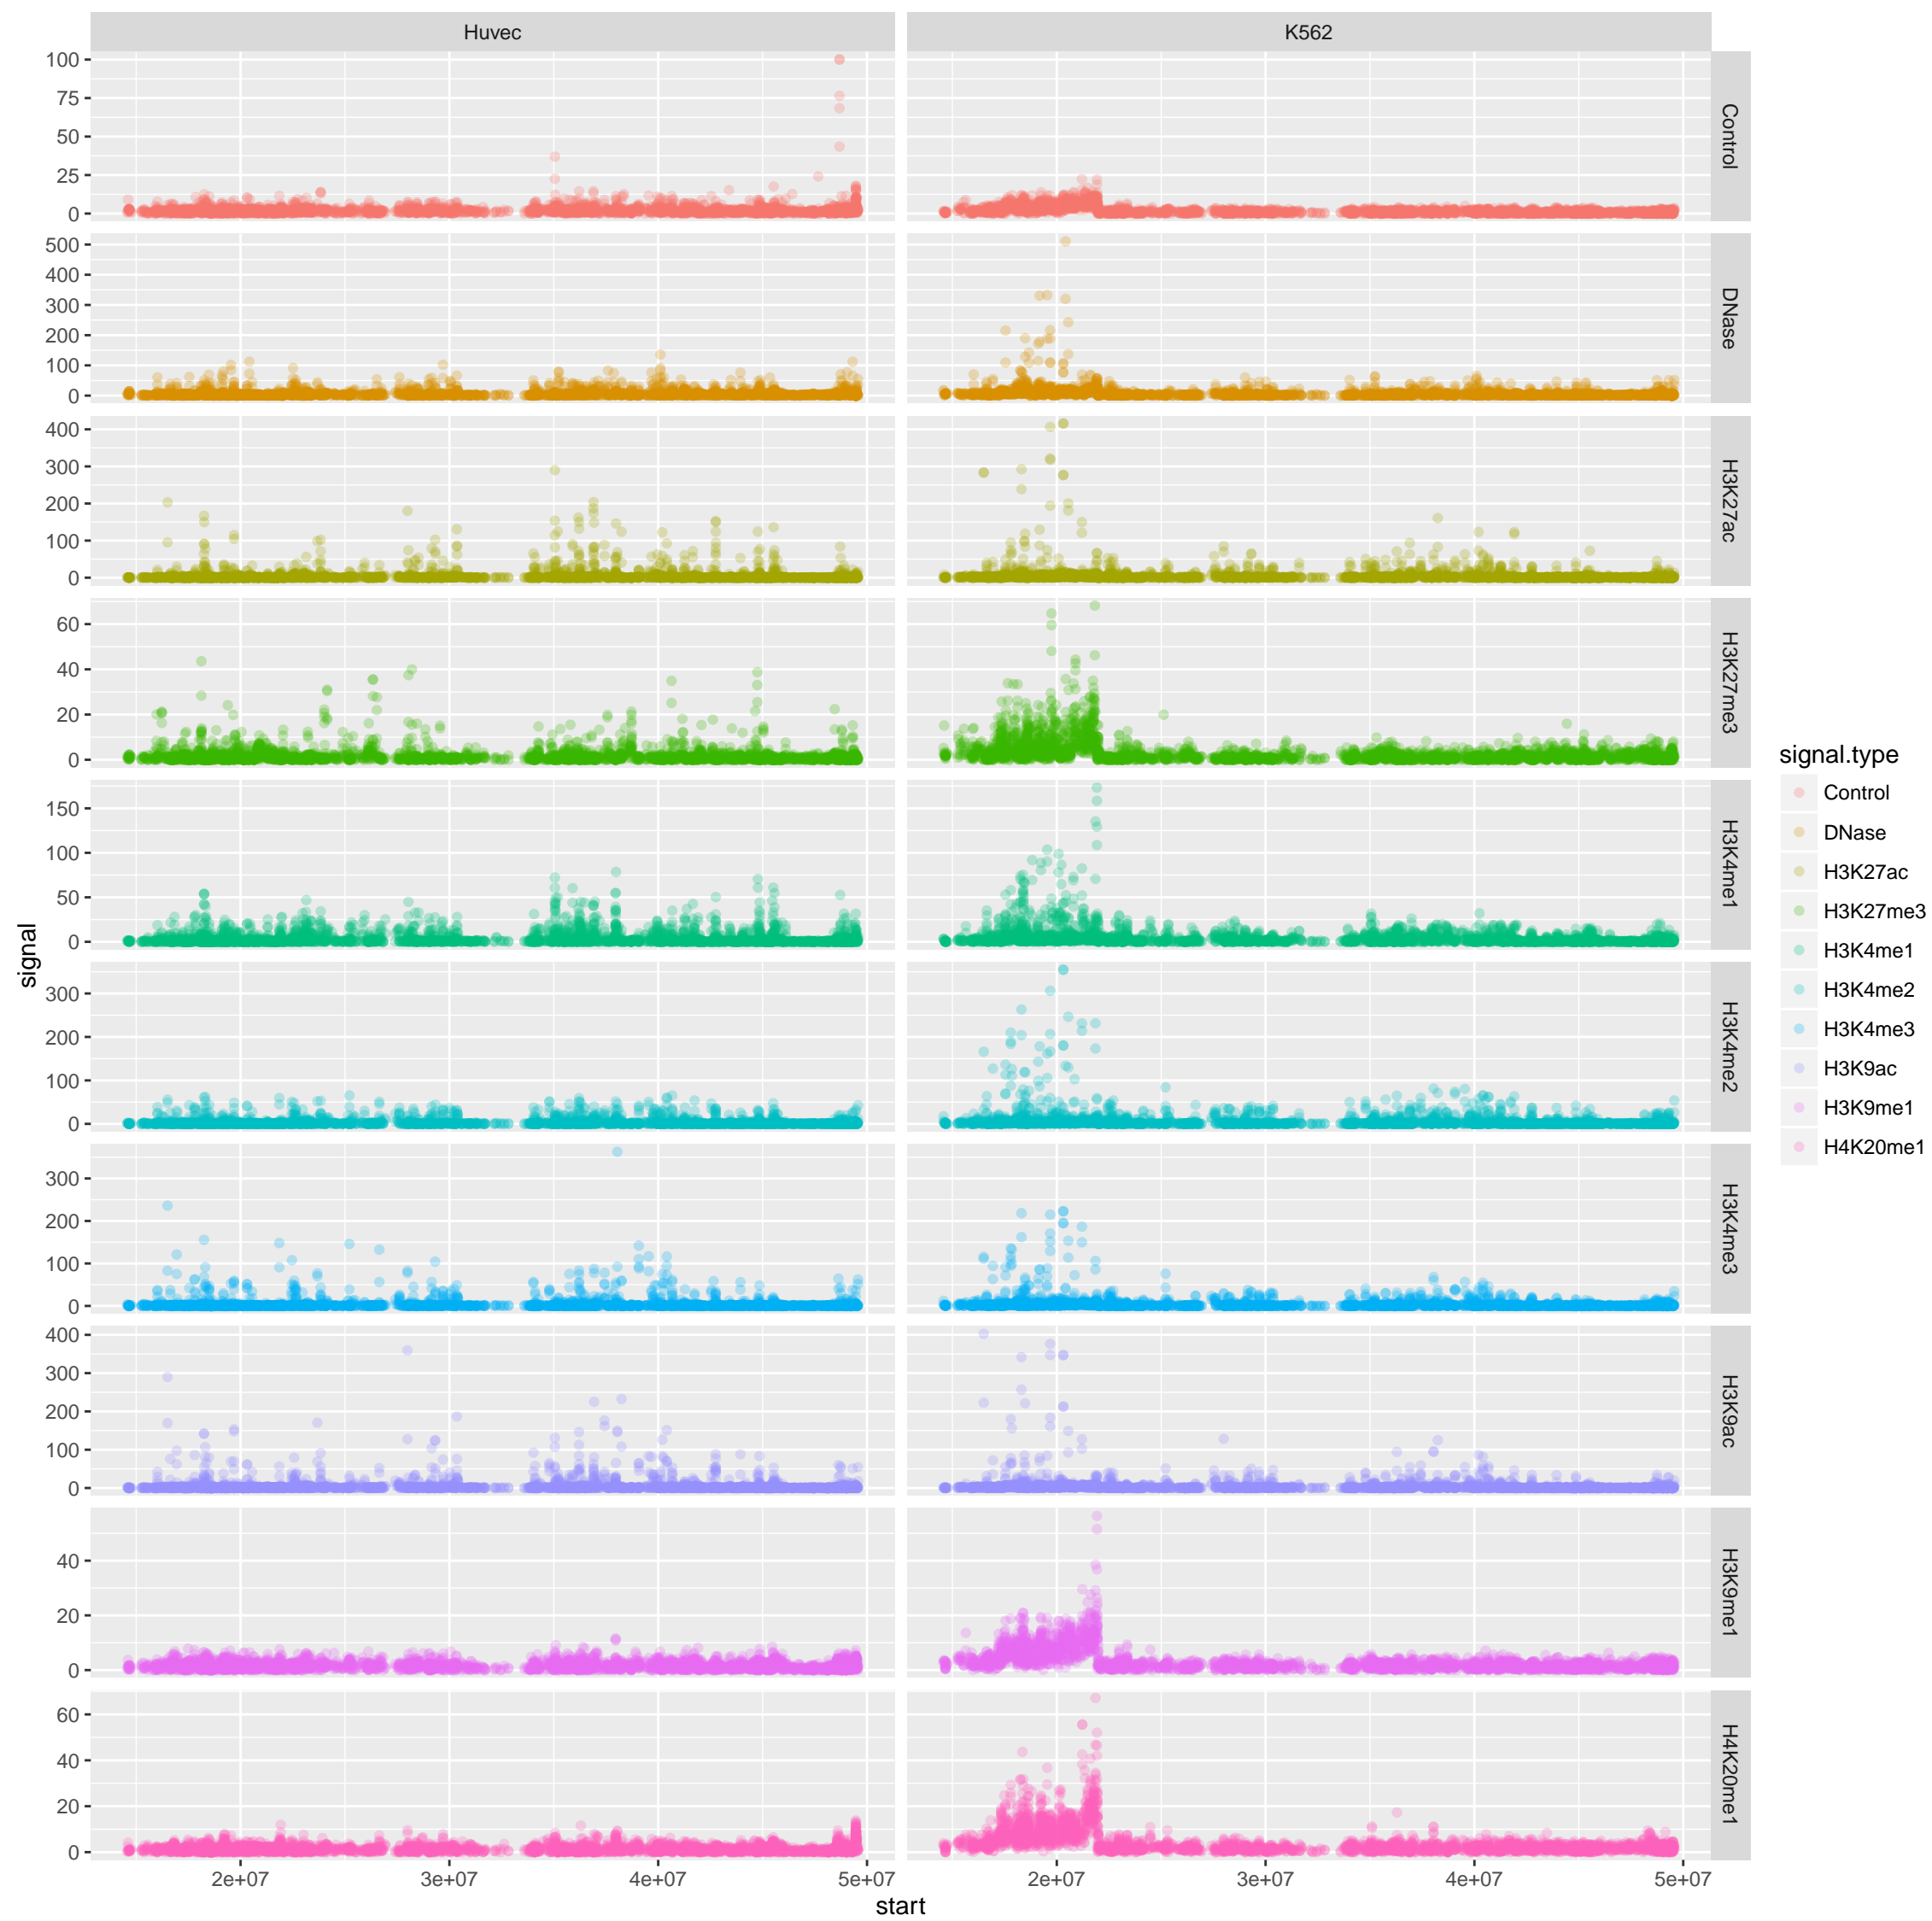 Huvec
K562
100
75
50
25
0
Control
500
400
300
200
100
0
DNase
400
300
200
100
0
H3K27ac
60
40
20
0
H3K27me3
150
100
50
0
H3K4me1
300
200
100
0
H3K4me2
300
200
100
0
H3K4me3
400
300
200
100
0
H3K9ac
40
20
0
H3K9me1
60
40
20
0
H4K20me1
signal
2e+07
3e+07
4e+07
5e+07
2e+07
3e+07
4e+07
5e+07
start
signal.type
Control
DNase
H3K27ac
H3K27me3
H3K4me1
H3K4me2
H3K4me3
H3K9ac
H3K9me1
H4K20me1